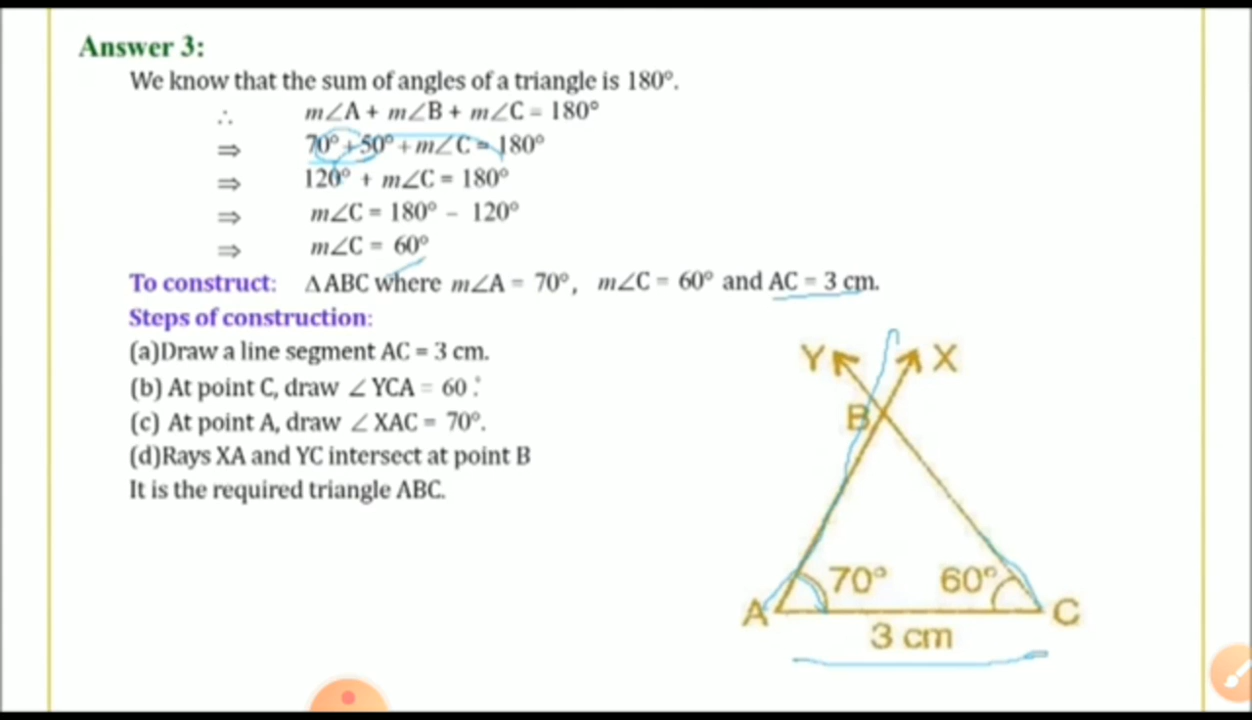 Answer 3:
We know that the sum of angles of a triangle is 180°.
∴ m∠A + m∠B + m∠C = 180°
⇒ 70° + 50° + m∠C = 180°
⇒ 120° + m∠C = 180°
⇒ m∠C = 180° – 120°
⇒ m∠C = 60°
To construct: ΔABC where m∠A = 70°, m∠C = 60° and AC = 3 cm.
Steps of construction:
(a)Draw a line segment AC = 3 cm.
(b) At point C, draw ∠YCA = 60°.
(c) At point A, draw ∠XAC = 70°.
(d)Rays XA and YC intersect at point B
It is the required triangle ABC.
Y X
B
70° 60°
A C
3 cm